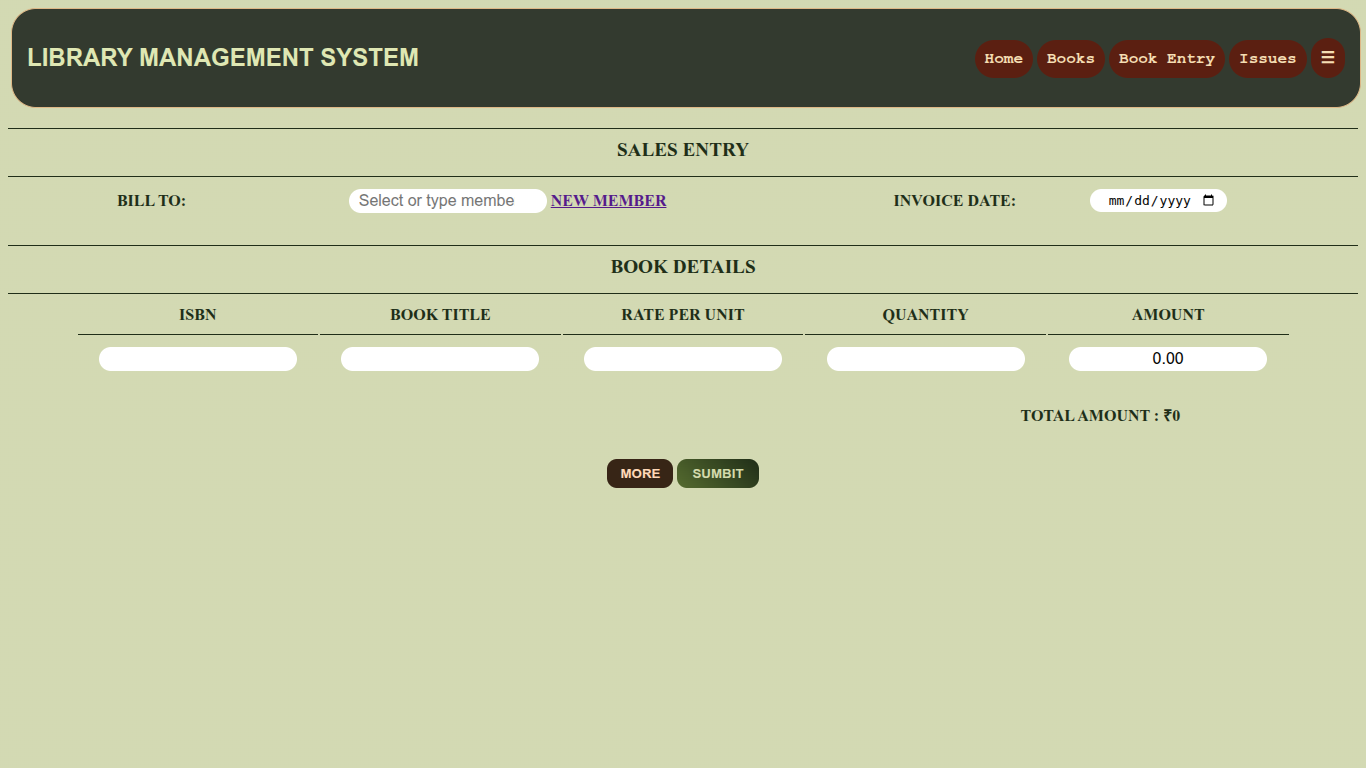 LIBRARY MANAGEMENT SYSTEM Home Books Book Entry Issues ☰
SALES ENTRY
BILL TO: Select or type membe NEW MEMBER INVOICE DATE: mm/dd/yyyy
BOOK DETAILS
ISBN BOOK TITLE RATE PER UNIT QUANTITY AMOUNT
0.00
TOTAL AMOUNT : ₹0
MORE SUMBIT